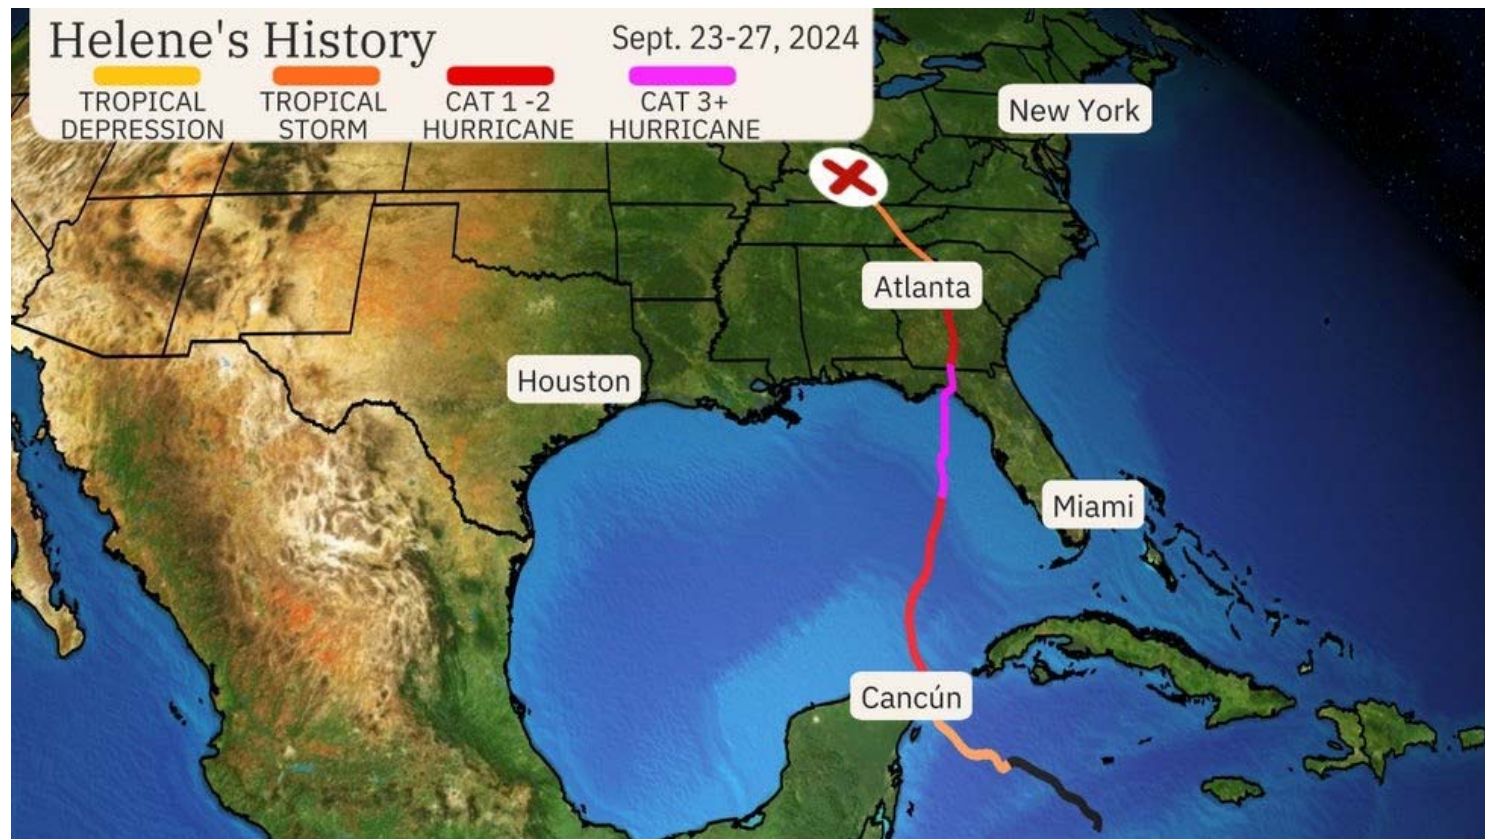 Helene's History
Sept. 23-27, 2024
TROPICAL
DEPRESSION
TROPICAL
STORM
CAT 1 -2
HURRICANE
CAT 3+
HURRICANE
New York
Atlanta
Houston
Miami
Cancún